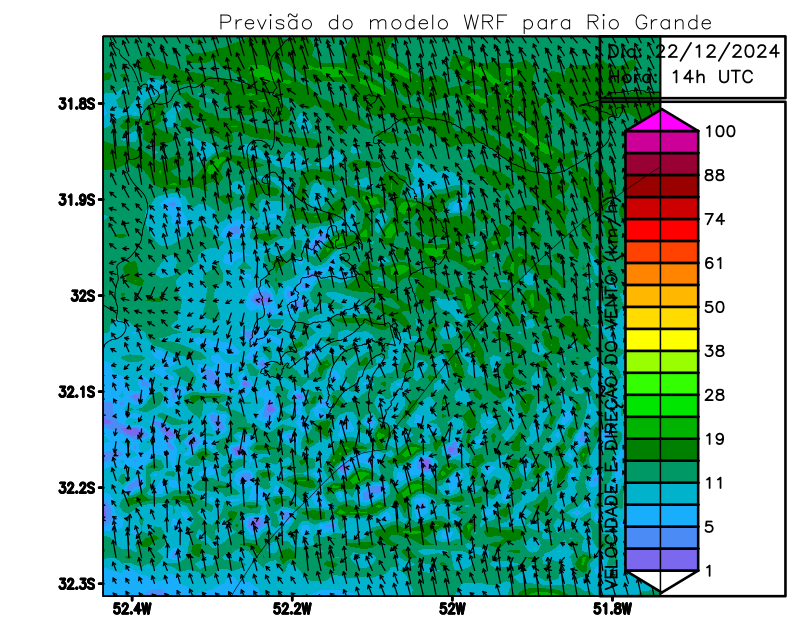 Previsão do modelo WRF para Rio Grande
Dia: 22/12/2024
Hora: 14h UTC
31.8S
31.9S
32S
32.1S
32.2S
32.3S
52.4W
52.2W
52W
51.8W
VELOCIDADE E DIREÇÃO DO VENTO (km/h)
100
88
74
61
50
38
28
19
11
5
1